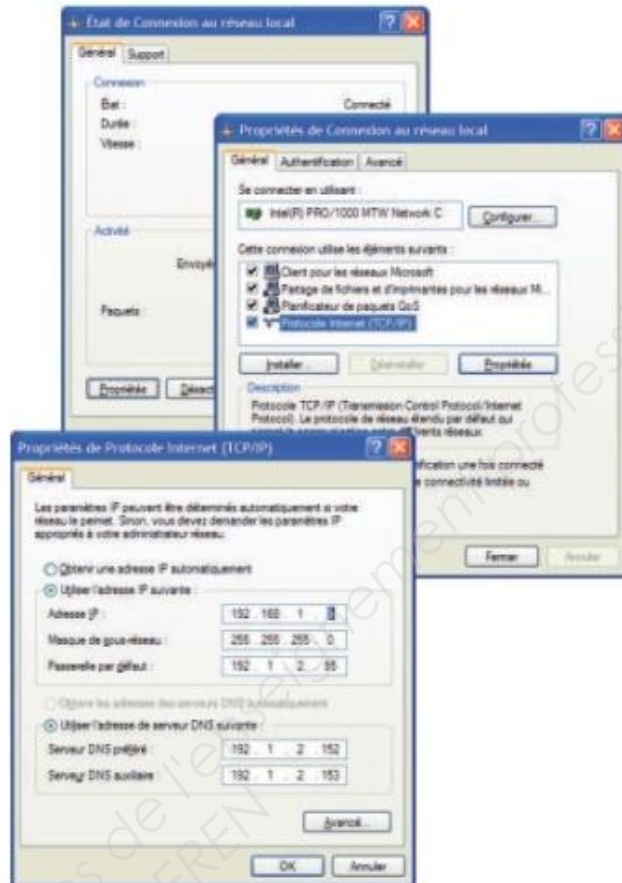 État de Connexion au réseau local
Général Support
Connexion
État : Connecté
Durée :
Vitesse :
Activité
Envoyé
Paquets :
Propriétés Désact
Propriétés de Connexion au réseau local
Général Authentification Avancé
Se connecter en utilisant :
Intel(R) PRO/1000 MTW Network C Configurer...
Cette connexion utilise les éléments suivants :
Client pour les réseaux Microsoft
Partage de fichiers et d'imprimantes pour les réseaux Mi...
Planificateur de paquets QoS
Protocole Internet (TCP/IP)
Installer... Désinstaller Propriétés
Description
Protocole TCP/IP (Transmission Control Protocol/Internet
Protocol). Le protocole de réseau étendu par défaut qui
réseaux.
ification une fois connecté
connectivité limitée ou
Fermer Annuler
Propriétés de Protocole Internet (TCP/IP)
Général
Les paramètres IP peuvent être déterminés automatiquement si votre
réseau le permet. Sinon, vous devez demander les paramètres IP
appropriés à votre administrateur réseau.
Obtenir une adresse IP automatiquement
Utiliser l'adresse IP suivante :
Adresse IP : 192 . 168 . 1 .
Masque de sous-réseau : 255 . 255 . 255 . 0
Passerelle par défaut : 192 . 1 . 2 . 55
Obtenir les adresses des serveurs DNS automatiquement
Utiliser l'adresse de serveur DNS suivante :
Serveur DNS préféré : 192 . 1 . 2 . 152
Serveur DNS auxiliaire : 192 . 1 . 2 . 153
Avancé...
OK Annuler
s de l'enseignement profess
EREN